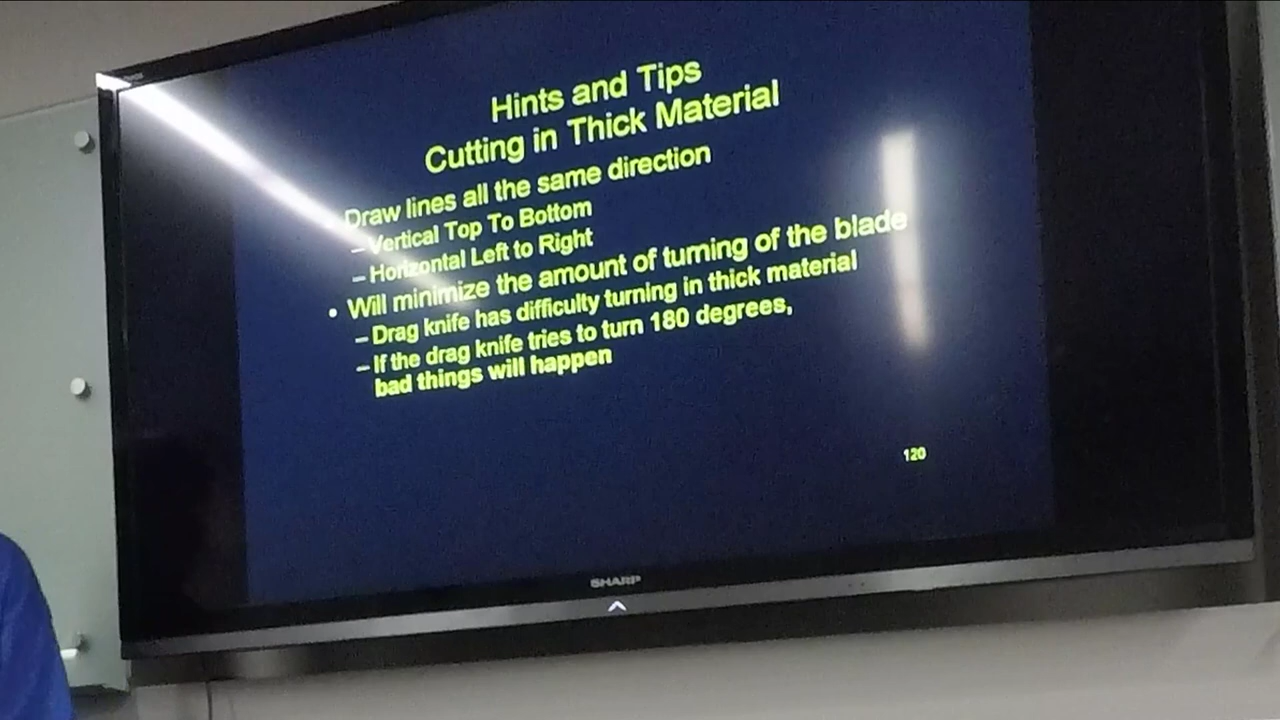 Hints and Tips
Cutting in Thick Material
Draw lines all the same direction
– Vertical Top To Bottom
– Horizontal Left to Right
• Will minimize the amount of turning of the blade
– Drag knife has difficulty turning in thick material
– If the drag knife tries to turn 180 degrees,
bad things will happen
120
SHARP